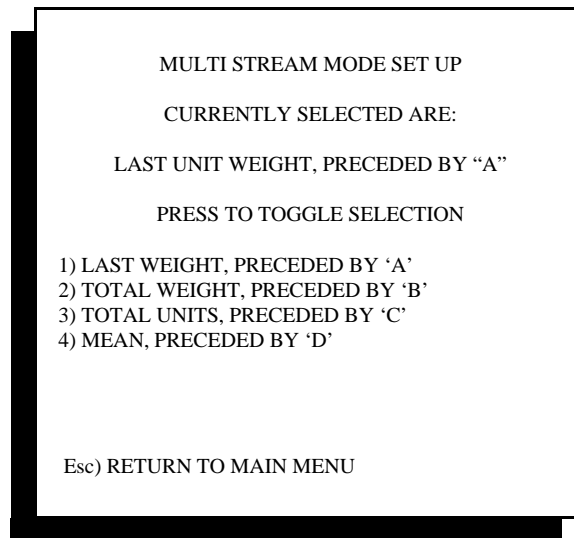 MULTI STREAM MODE SET UP
CURRENTLY SELECTED ARE:
LAST UNIT WEIGHT, PRECEDED BY “A”
PRESS TO TOGGLE SELECTION
1) LAST WEIGHT, PRECEDED BY ‘A’
2) TOTAL WEIGHT, PRECEDED BY ‘B’
3) TOTAL UNITS, PRECEDED BY ‘C’
4) MEAN, PRECEDED BY ‘D’
Esc) RETURN TO MAIN MENU